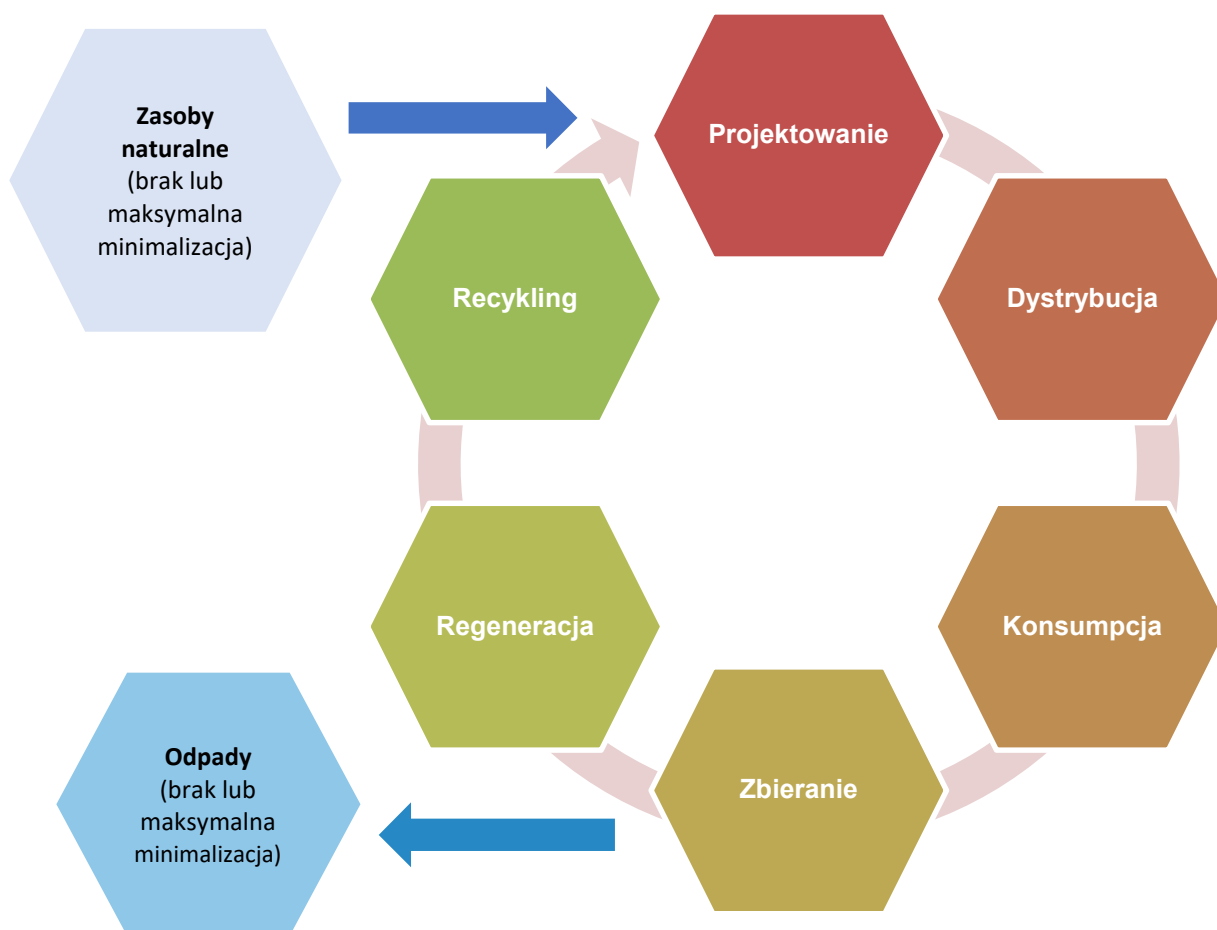 Zasoby
naturalne
(brak lub
maksymalna
minimalizacja)
Projektowanie
Dystrybucja
Konsumpcja
Zbieranie
Regeneracja
Recykling
Odpady
(brak lub
maksymalna
minimalizacja)